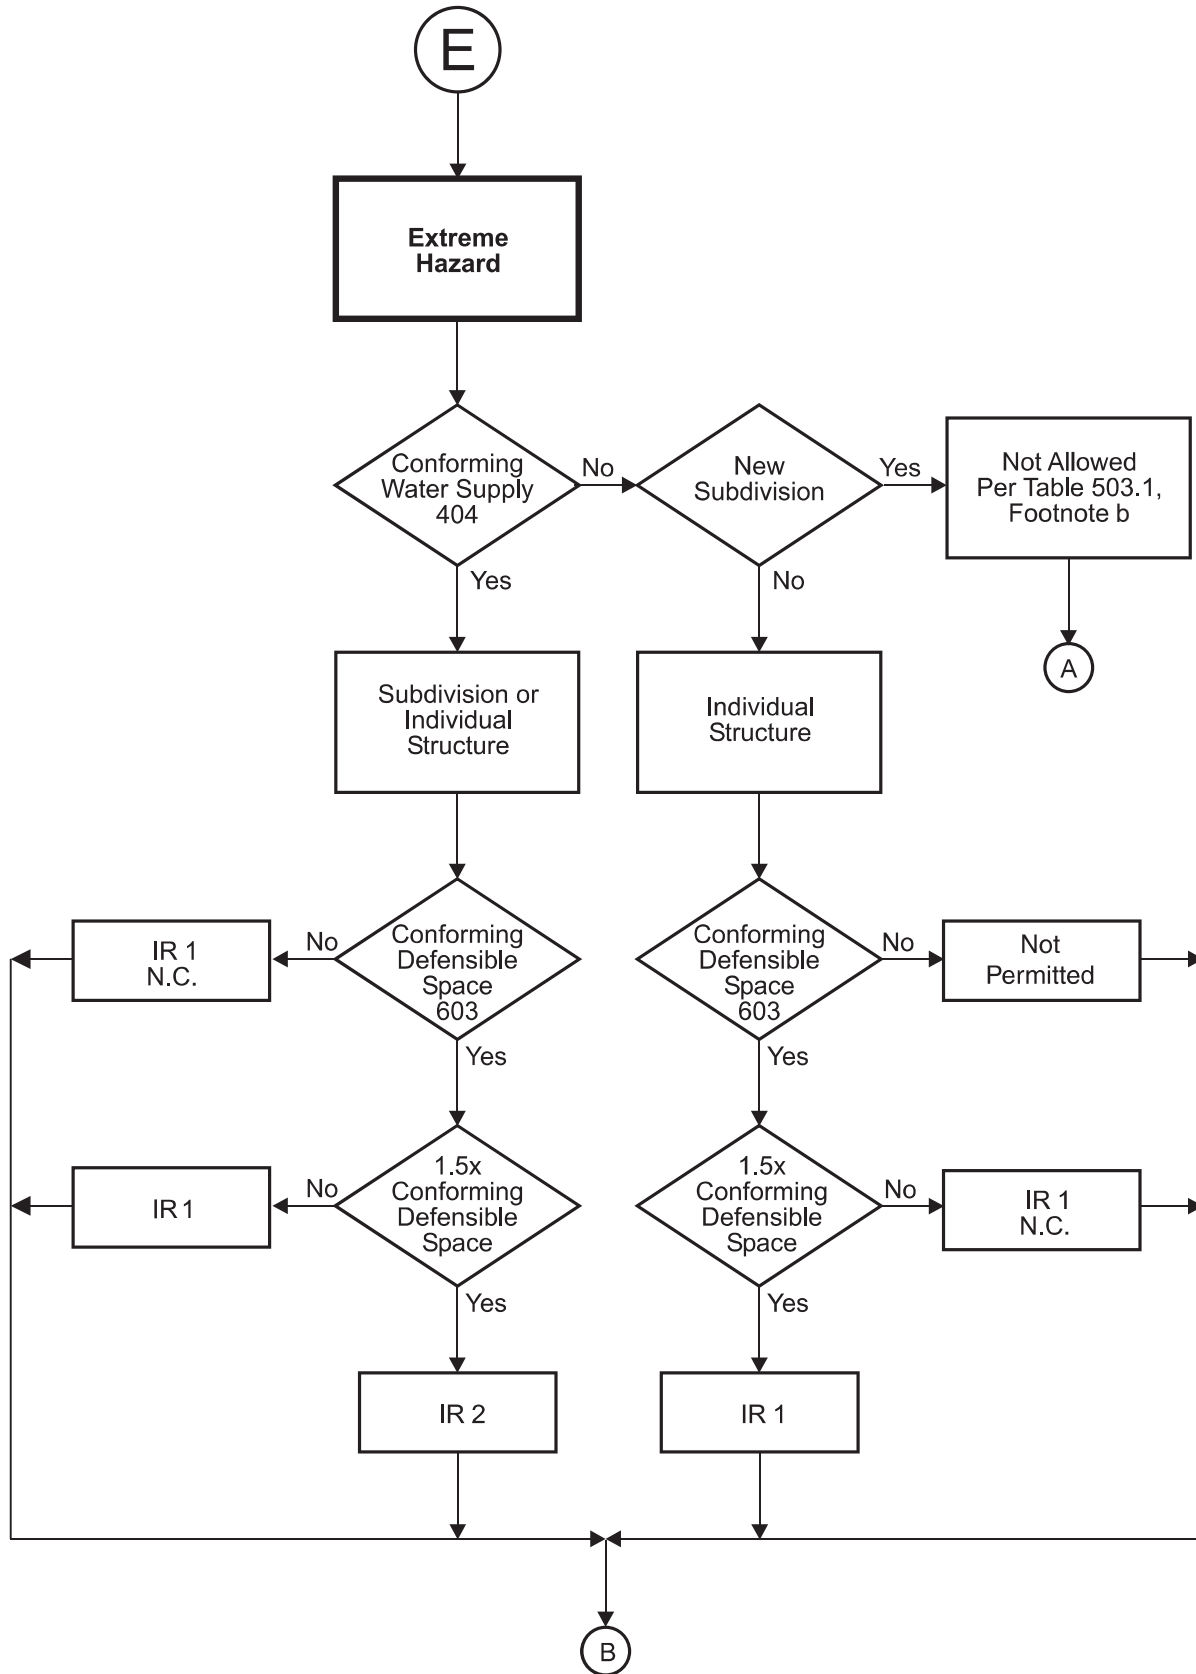 E
Extreme
Hazard
Conforming
Water Supply
404
No
New
Subdivision
Yes
Not Allowed
Per Table 503.1,
Footnote b
Yes
No
A
Subdivision or
Individual
Structure
Individual
Structure
IR 1
N.C.
No
Conforming
Defensible
Space
603
Conforming
Defensible
Space
603
No
Not
Permitted
Yes
Yes
IR 1
No
1.5x
Conforming
Defensible
Space
1.5x
Conforming
Defensible
Space
No
IR 1
N.C.
Yes
Yes
IR 2
IR 1
B